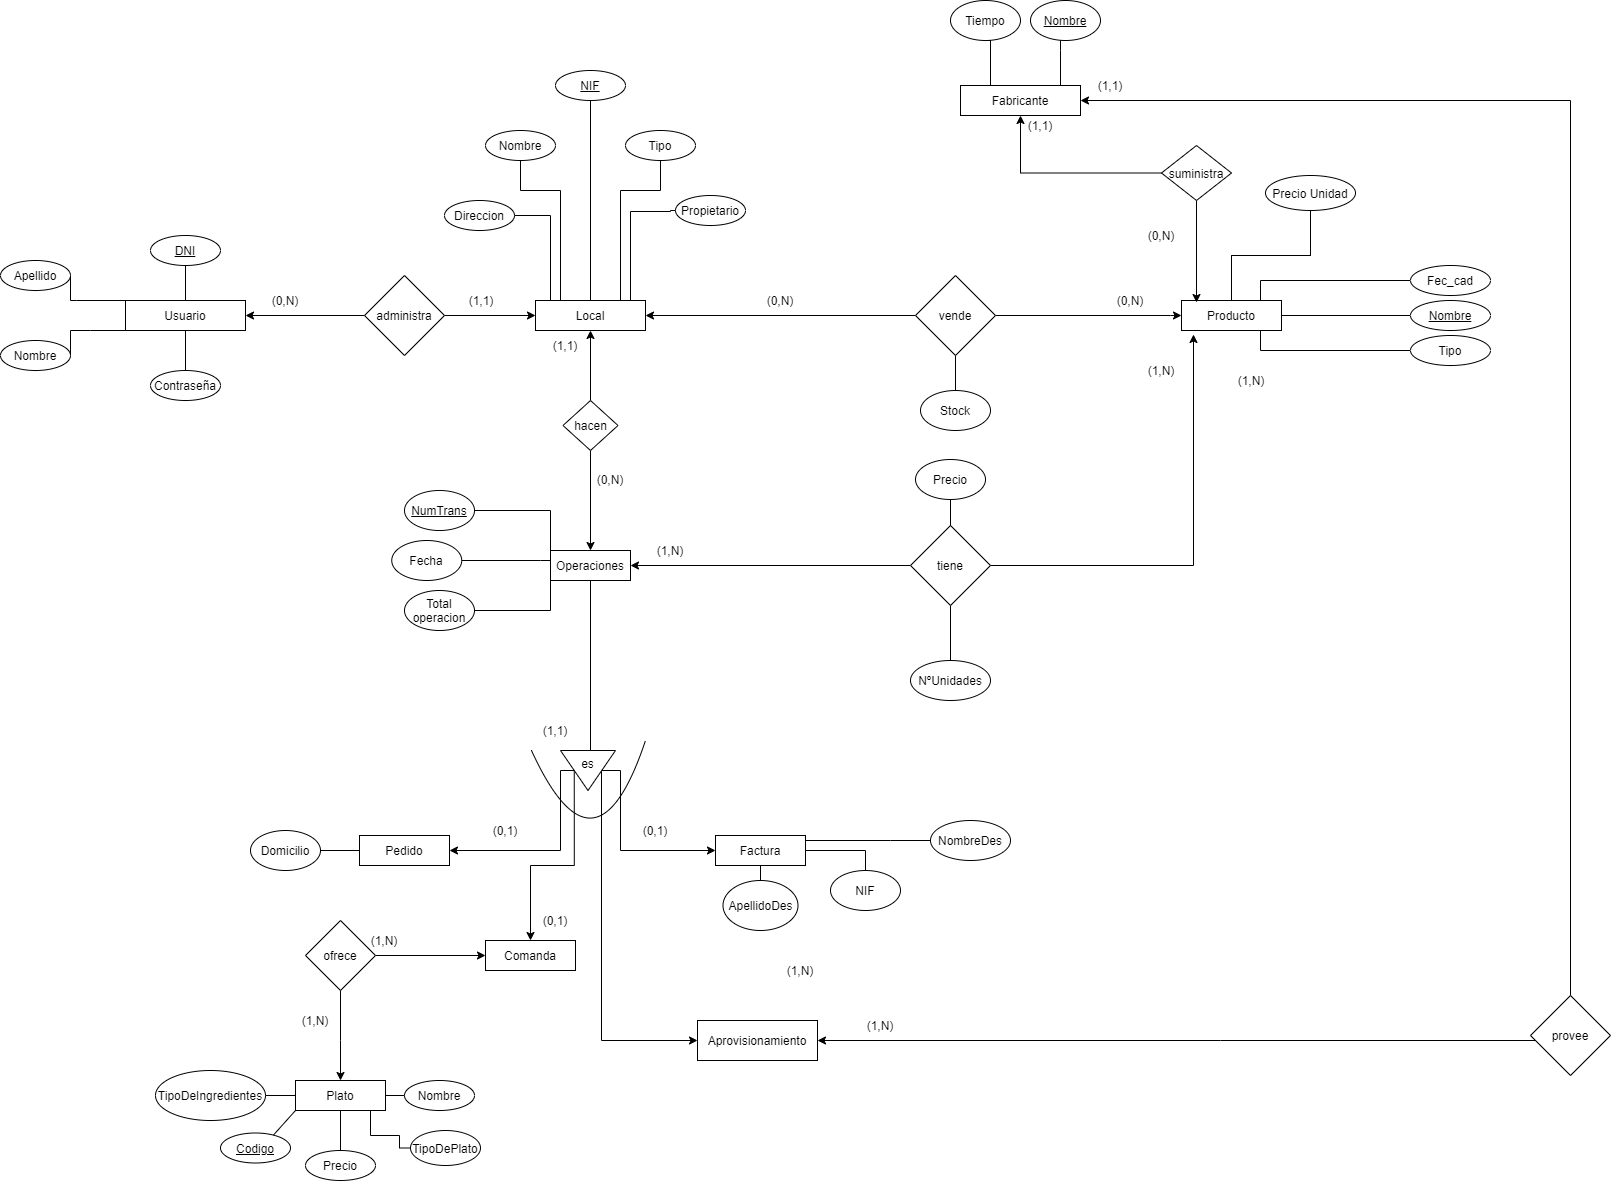 Tiempo
Nombre
Fabricante
(1,1)
(1,1)
suministra
(0,N)
Precio Unidad
NIF
Nombre
Tipo
Direccion
Propietario
DNI
Apellido
Usuario
Nombre
Contraseña
(0,N)
administra
(1,1)
Local
(0,N)
vende
(0,N)
Producto
Fec_cad
Nombre
Tipo
(1,1)
(1,N)
(1,N)
Stock
hacen
(0,N)
NumTrans
Fecha
Total
operacion
Operaciones
(1,N)
Precio
tiene
NºUnidades
(1,1)
es
(0,1)
(0,1)
Domicilio
Pedido
Factura
NombreDes
NIF
ApellidoDes
(0,1)
ofrece
(1,N)
Comanda
(1,N)
(1,N)
Aprovisionamiento
(1,N)
provee
TipoDeIngredientes
Plato
Nombre
Codigo
Precio
TipoDePlato